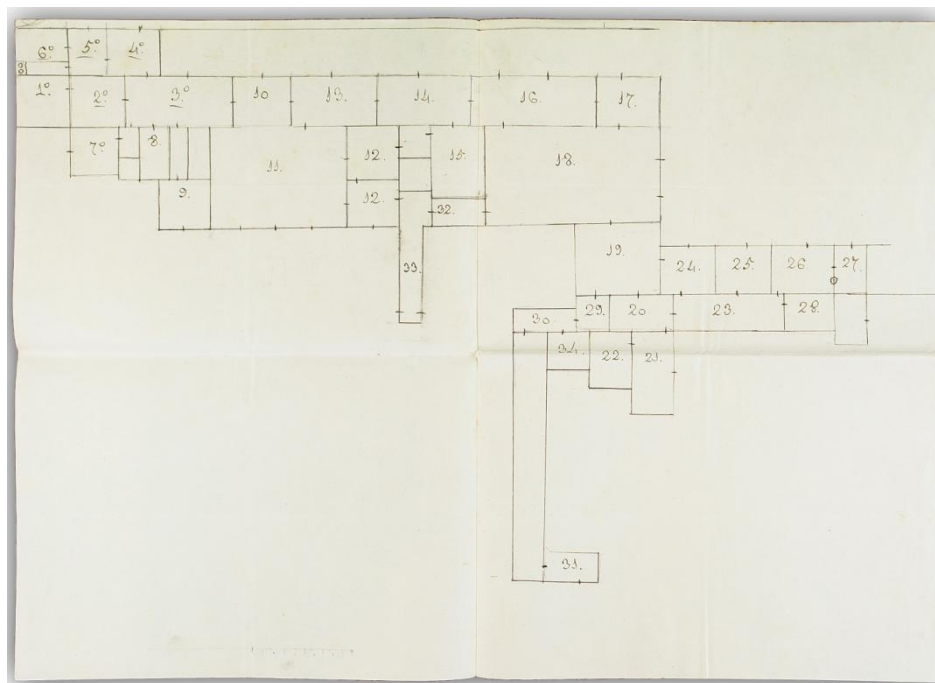 6.º 5.º 4.º
1.º 2.º 3.º 10 13. 14. 16. 17.
7.º 8. 11. 12. 15. 18.
9. 12. 32.
33. 19. 24. 25. 26. 27.
30. 29. 20 23. 28.
34. 22. 21.
31.